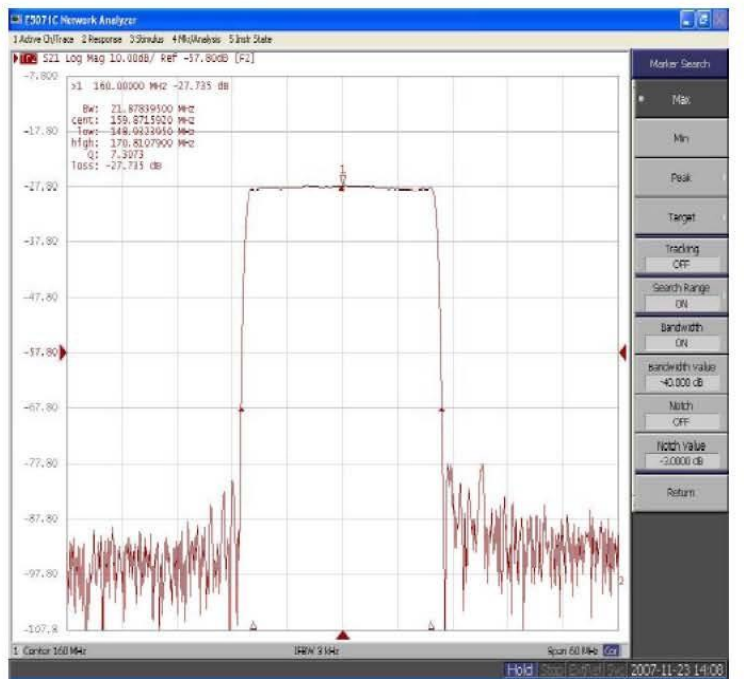 E5071C Network Analyzer
1 Active Ch/Trace 2 Response 3 Stimulus 4 Mkr/Analysis 5 Instr State
Tr2 S21 Log Mag 10.00dB/ Ref -57.80dB [F2]
-7.800
>1 160.00000 MHz -27.735 dB
BW: 21.87839500 MHz
cent: 159.8715920 MHz
low: 148.9323950 MHz
high: 170.8107900 MHz
Q: 7.3073
loss: -27.735 dB
-17.80
-27.80
1
-37.80
-47.80
-57.80
-67.80
-77.80
-87.80
-97.80
2
-107.8
1 Center 160 MHz
IFBW 3 kHz
Span 60 MHz Cor
Hold
2007-11-23 14:08
Marker Search
Max
Min
Peak
Target
Tracking
OFF
Search Range
ON
Bandwidth
ON
Bandwidth Value
-40.000 dB
Notch
OFF
Notch Value
-3.0000 dB
Return